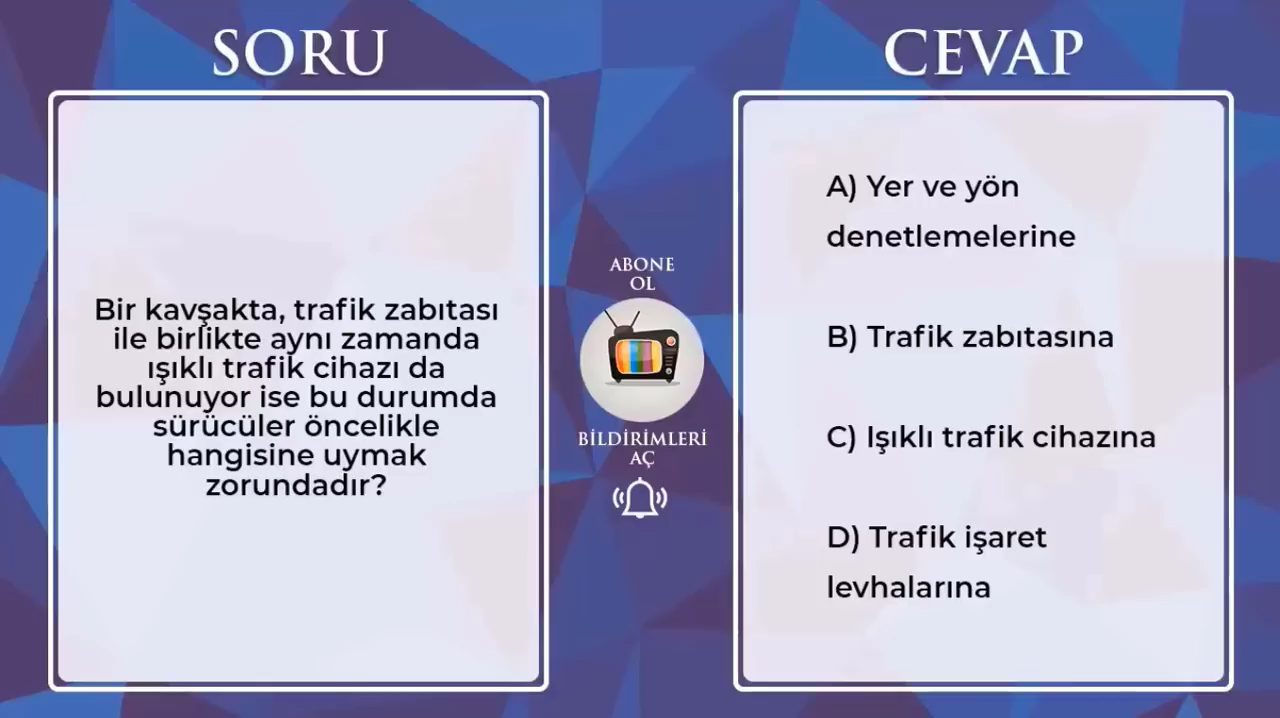 SORU
Bir kavşakta, trafik zabıtası
ile birlikte aynı zamanda
ışıklı trafik cihazı da
bulunuyor ise bu durumda
sürücüler öncelikle
hangisine uymak
zorundadır?
ABONE
OL
BİLDİRİMLERİ
AÇ
CEVAP
A) Yer ve yön
denetlemelerine
B) Trafik zabıtasına
C) Işıklı trafik cihazına
D) Trafik işaret
levhalarına